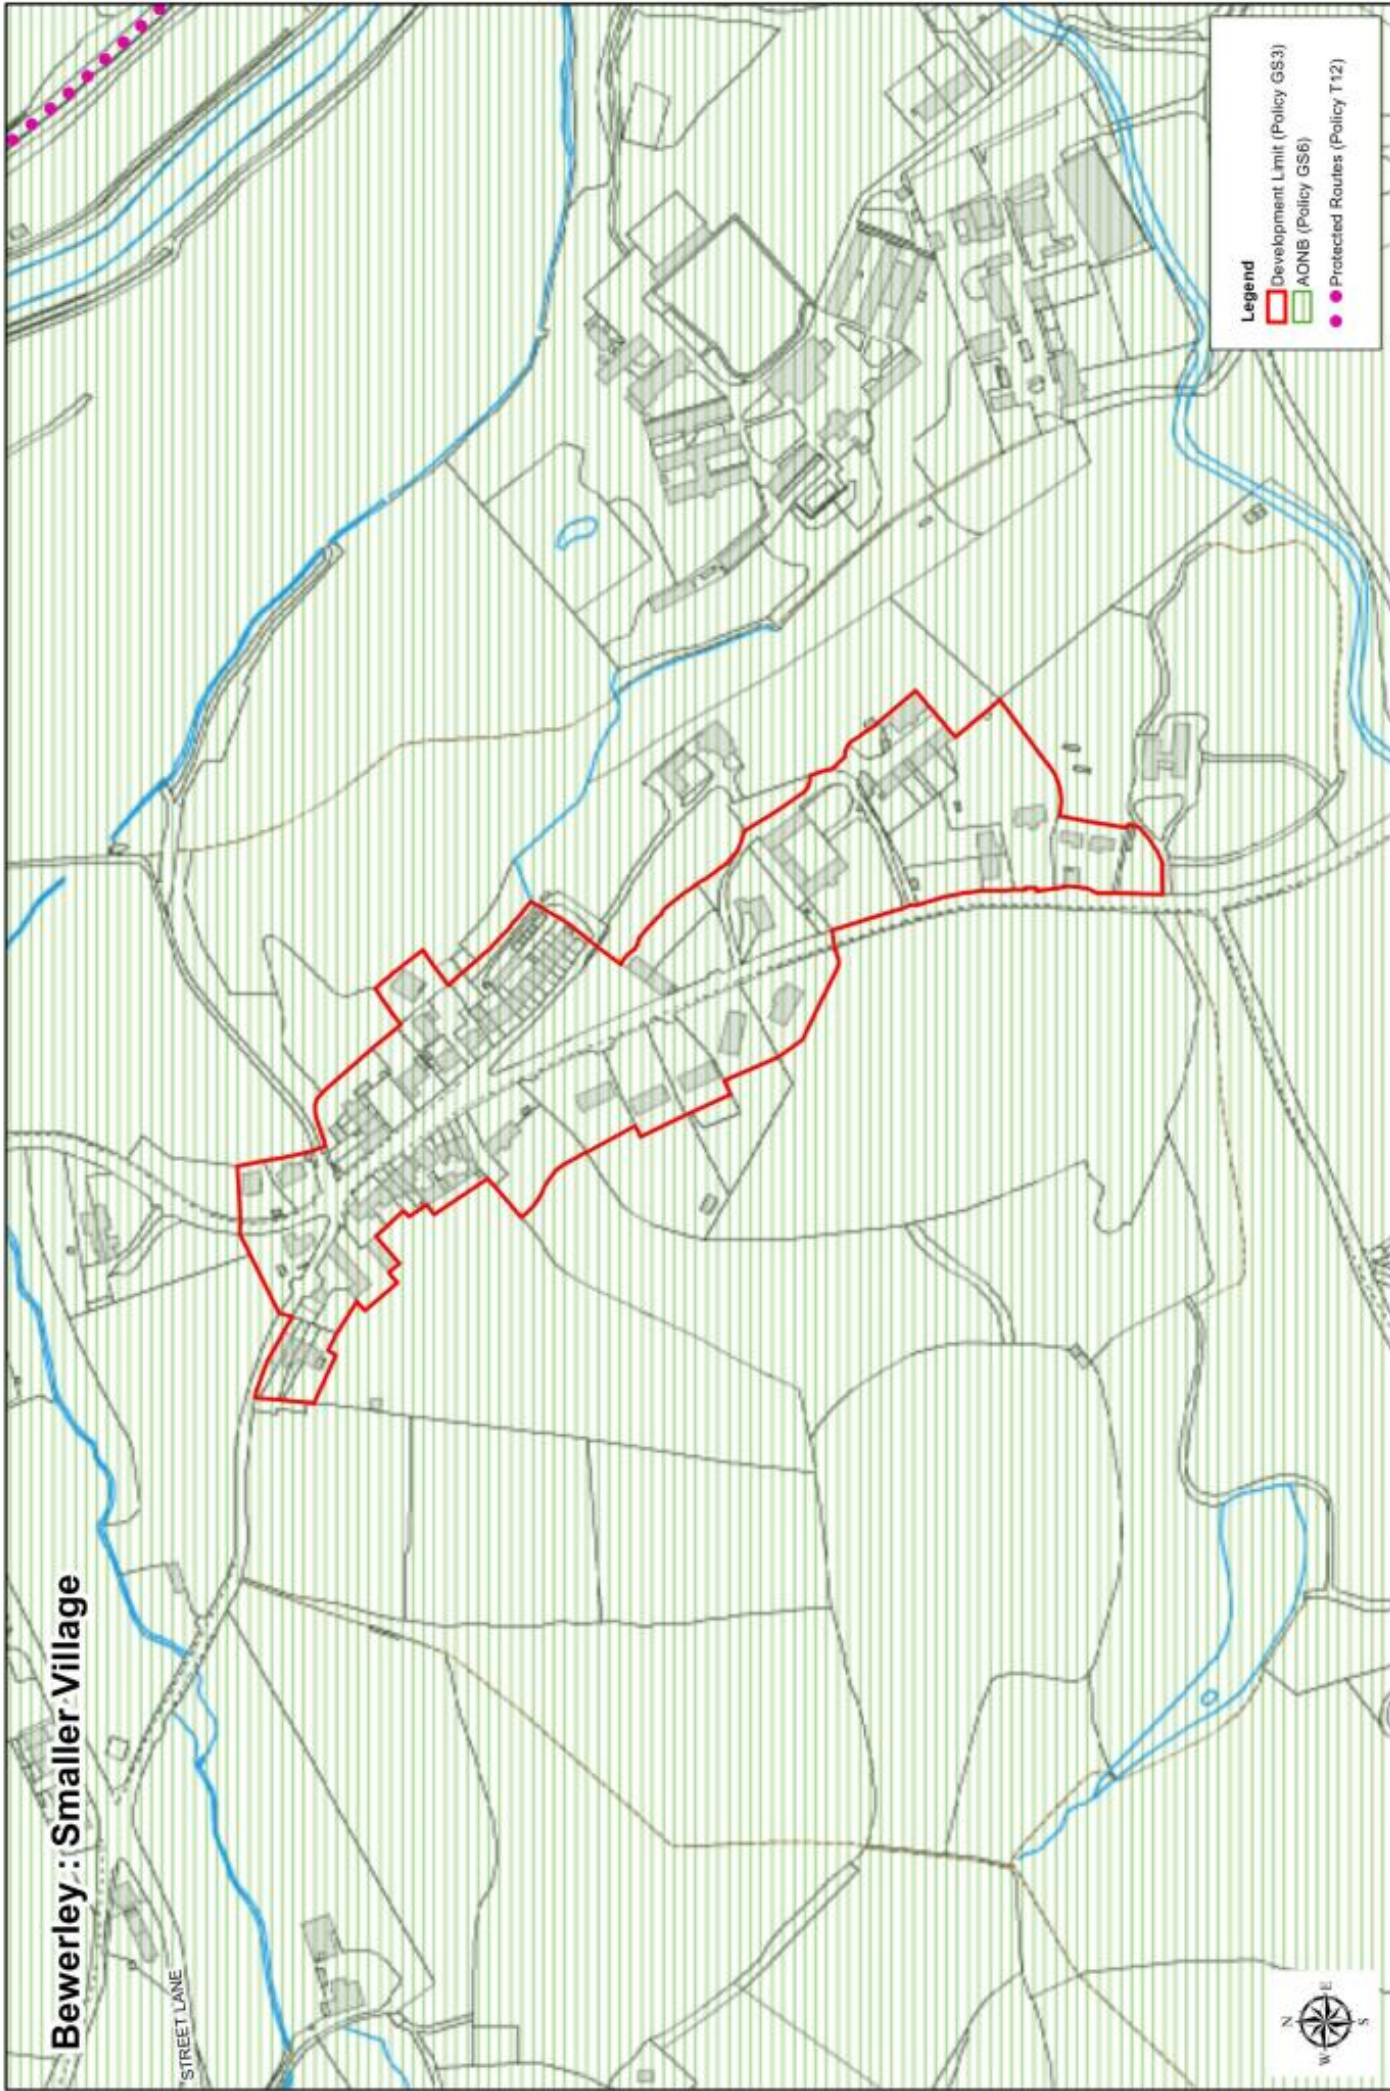 Bewerley : Smaller Village
STREET LANE
Legend
Development Limit (Policy GS3)
AONB (Policy GS6)
Protected Routes (Policy T12)
N
W
E
S